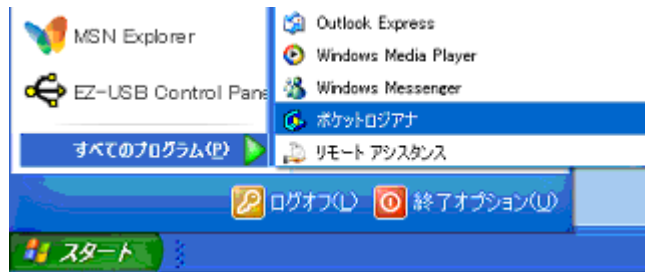 MSN Explorer
EZ-USB Control Pane
すべてのプログラム(P)
Outlook Express
Windows Media Player
Windows Messenger
ポケットロジアナ
リモート アシスタンス
ログオフ(L)
終了オプション(U)
スタート